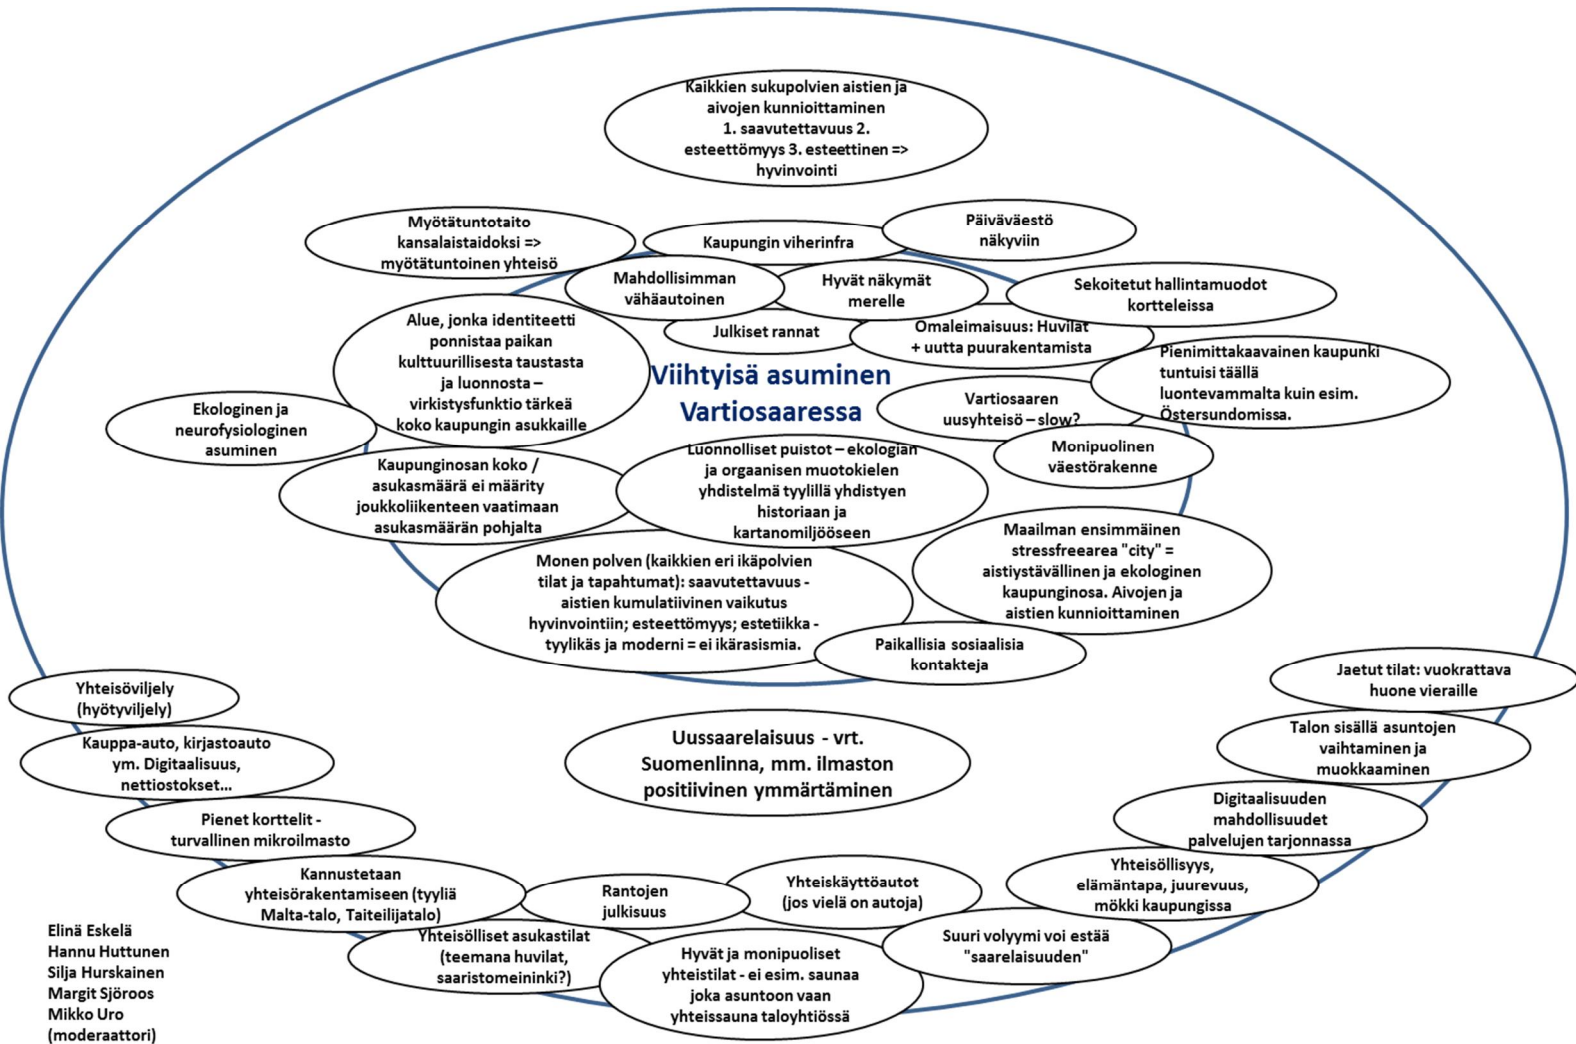 Kaikkien sukupolvien aistien ja
aivojen kunnioittaminen
1. saavutettavuus 2.
esteettömyys 3. esteettinen =>
hyvinvointi
Myötätuntotaito
kansalaistaidoksi =>
myötätuntoinen yhteisö
Kaupungin viherinfra
Päiväväestö
näkyviin
Mahdollisimman
vähäautoinen
Hyvät näkymät
merelle
Sekoitetut hallintamuodot
kortteleissa
Alue, jonka identiteetti
ponnistaa paikan
kulttuurillisesta taustasta
ja luonnosta –
virkistysfunktio tärkeä
koko kaupungin asukkaille
Julkiset rannat
Omaleimaisuus: Huvilat
+ uutta puurakentamista
Pienimittakaavainen kaupunki
tuntuisi täällä
luontevammalta kuin esim.
Östersundomissa.
Viihtyisä asuminen
Vartiosaaressa
Vartiosaaren
uusyhteisö – slow?
Ekologinen ja
neurofysiologinen
asuminen
Monipuolinen
väestörakenne
Kaupunginosan koko /
asukasmäärä ei määrity
joukkoliikenteen vaatimaan
asukasmäärän pohjalta
Luonnolliset puistot – ekologian
ja orgaanisen muotokielen
yhdistelmä tyylillä yhdistyen
historiaan ja
kartanomiljööseen
Maailman ensimmäinen
stressfreearea "city" =
aistiystävällinen ja ekologinen
kaupunginosa. Aivojen ja
aistien kunnioittaminen
Monen polven (kaikkien eri ikäpolvien
tilat ja tapahtumat): saavutettavuus -
aistien kumulatiivinen vaikutus
hyvinvointiin; esteettömyys; estetiikka -
tyylikäs ja moderni = ei ikärasismia.
Paikallisia sosiaalisia
kontakteja
Yhteisöviljely
(hyötyviljely)
Jaetut tilat: vuokrattava
huone vieraille
Kauppa-auto, kirjastoauto
ym. Digitaalisuus,
nettiostokset...
Uussaarelaisuus - vrt.
Suomenlinna, mm. ilmaston
positiivinen ymmärtäminen
Talon sisällä asuntojen
vaihtaminen ja
muokkaaminen
Pienet korttelit -
turvallinen mikroilmasto
Digitaalisuuden
mahdollisuudet
palvelujen tarjonnassa
Kannustetaan
yhteisörakentamiseen (tyyliä
Malta-talo, Taiteilijatalo)
Rantojen
julkisuus
Yhteiskäyttöautot
(jos vielä on autoja)
Yhteisöllisyys,
elämäntapa, juurevuus,
mökki kaupungissa
Yhteisölliset asukastilat
(teemana huvilat,
saaristomeininki?)
Hyvät ja monipuoliset
yhteistilat - ei esim. saunaa
joka asuntoon vaan
yhteissauna taloyhtiössä
Suuri volyymi voi estää
"saarelaisuuden"
Elinä Eskelä
Hannu Huttunen
Silja Hurskainen
Margit Sjöroos
Mikko Uro
(moderaattori)